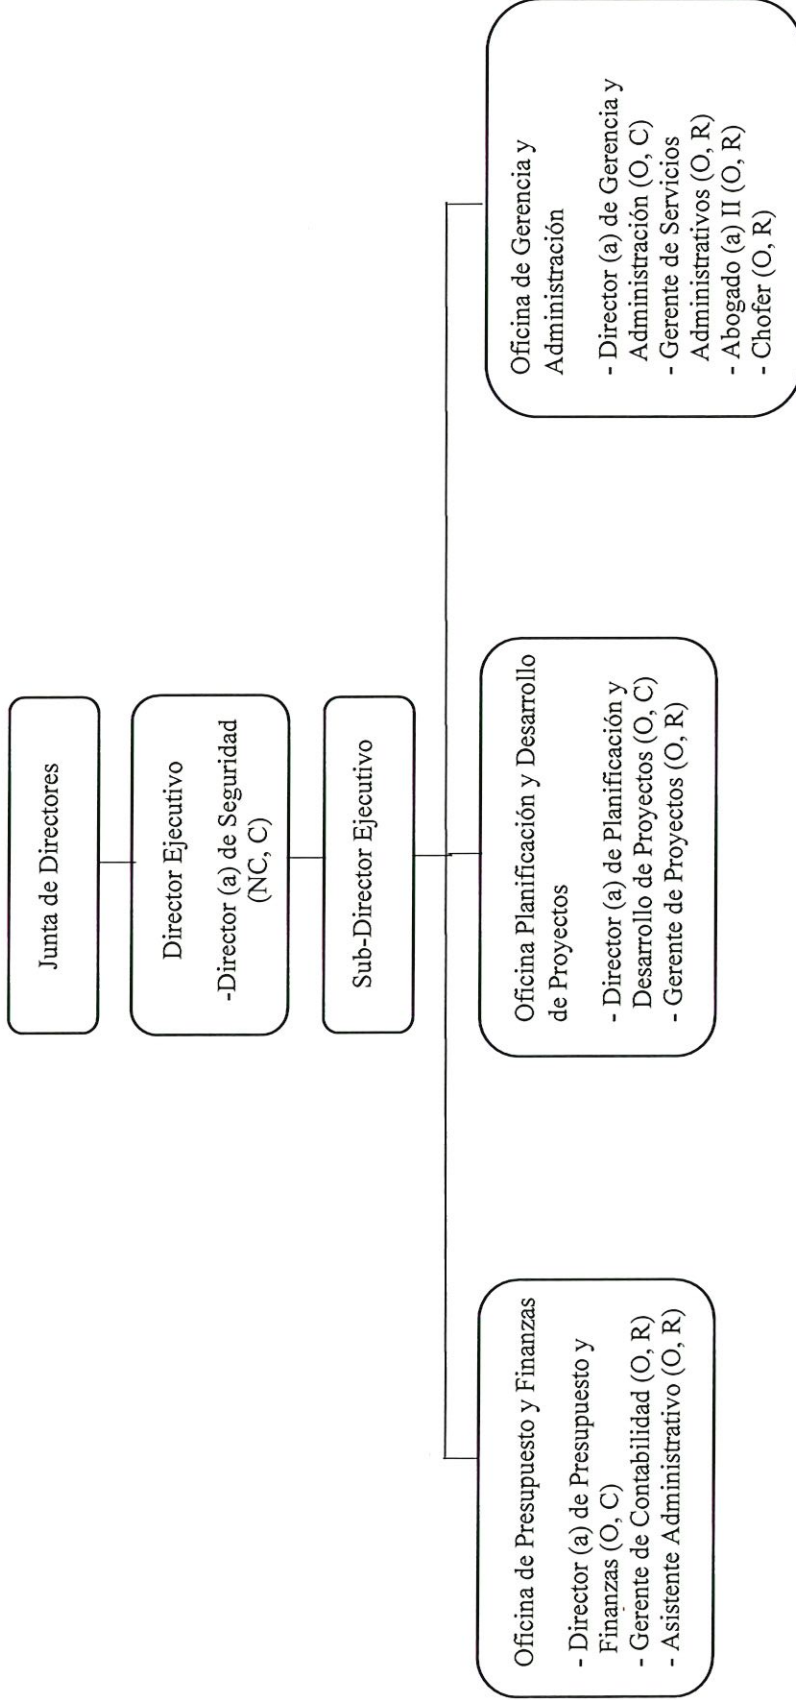 Junta de Directores
Director Ejecutivo
-Director (a) de Seguridad
(NC, C)
Sub-Director Ejecutivo
Oficina de Presupuesto y Finanzas
- Director (a) de Presupuesto y
Finanzas (O, C)
- Gerente de Contabilidad (O, R)
- Asistente Administrativo (O, R)
Oficina Planificación y Desarrollo
de Proyectos
- Director (a) de Planificación y
Desarrollo de Proyectos (O, C)
- Gerente de Proyectos (O, R)
Oficina de Gerencia y
Administración
- Director (a) de Gerencia y
Administración (O, C)
- Gerente de Servicios
Administrativos (O, R)
- Abogado (a) II (O, R)
- Chofer (O, R)